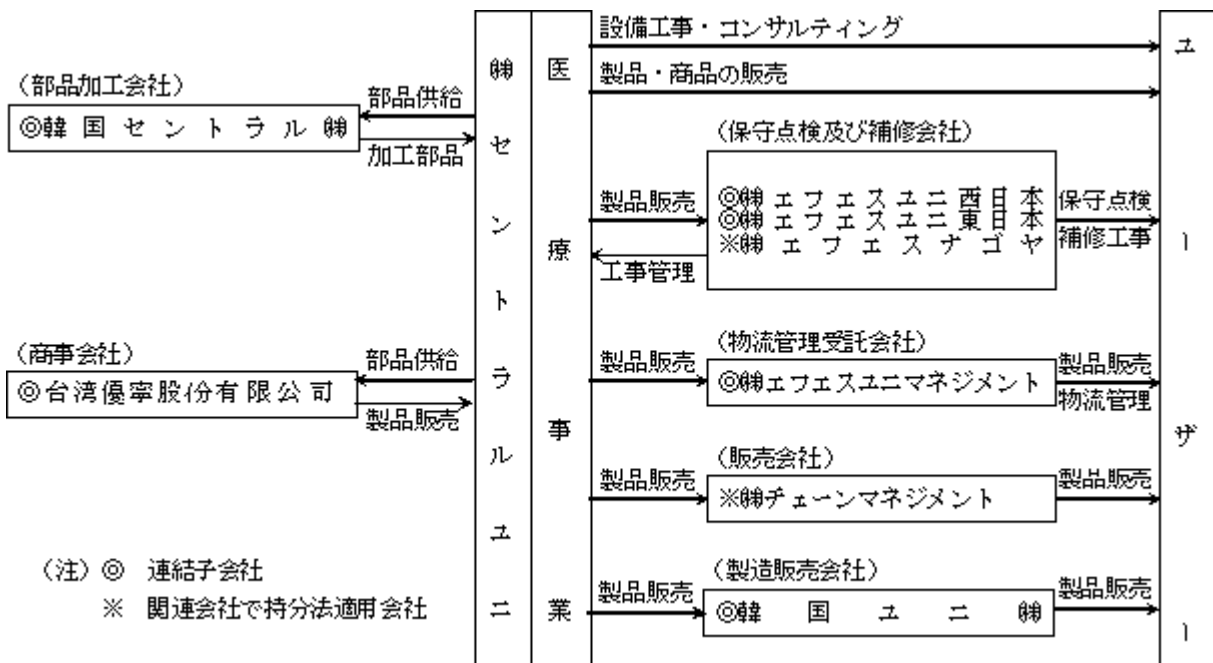 (部品加工会社)
◎韓国セントラル㈱
部品供給
加工部品
(商事会社)
◎台湾優寧股份有限公司
部品供給
製品販売
(注) ◎ 連結子会社
※ 関連会社で持分法適用会社
㈱セントラルユニ
医療事業
設備工事・コンサルティング
製品・商品の販売
(保守点検及び補修会社)
製品販売
工事管理
◎㈱エフエスユニ西日本
◎㈱エフエスユニ東日本
※㈱エフエスナゴヤ
保守点検
補修工事
(物流管理受託会社)
製品販売
◎㈱エフエスユニマネジメント
製品販売
物流管理
(販売会社)
製品販売
※㈱チェーンマネジメント
製品販売
(製造販売会社)
製品販売
◎韓国ユニ㈱
製品販売
ユーザー